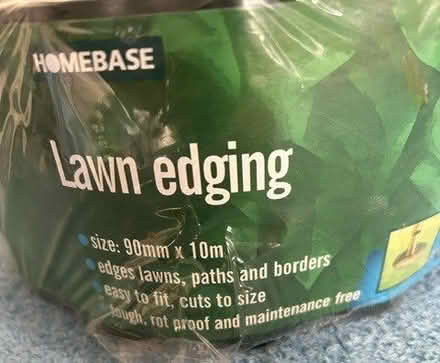 HOMEBASE
Lawn edging
size: 90mm x 10m
edges lawns, paths and borders
easy to fit, cuts to size
tough, rot proof and maintenance free